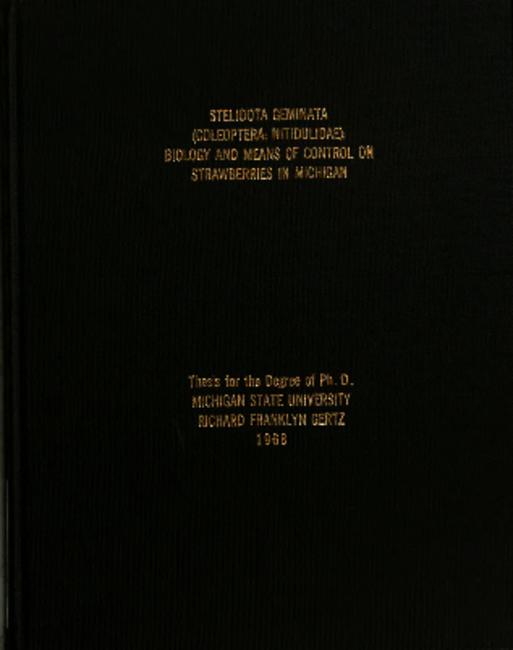 STELIDOTA GEMINATA
(COLEOPTERA: NITIDULIDAE):
BIOLOGY AND MEANS OF CONTROL ON
STRAWBERRIES IN MICHIGAN
Thesis for the Degree of Ph. D.
MICHIGAN STATE UNIVERSITY
RICHARD FRANKLYN GERTZ
1968